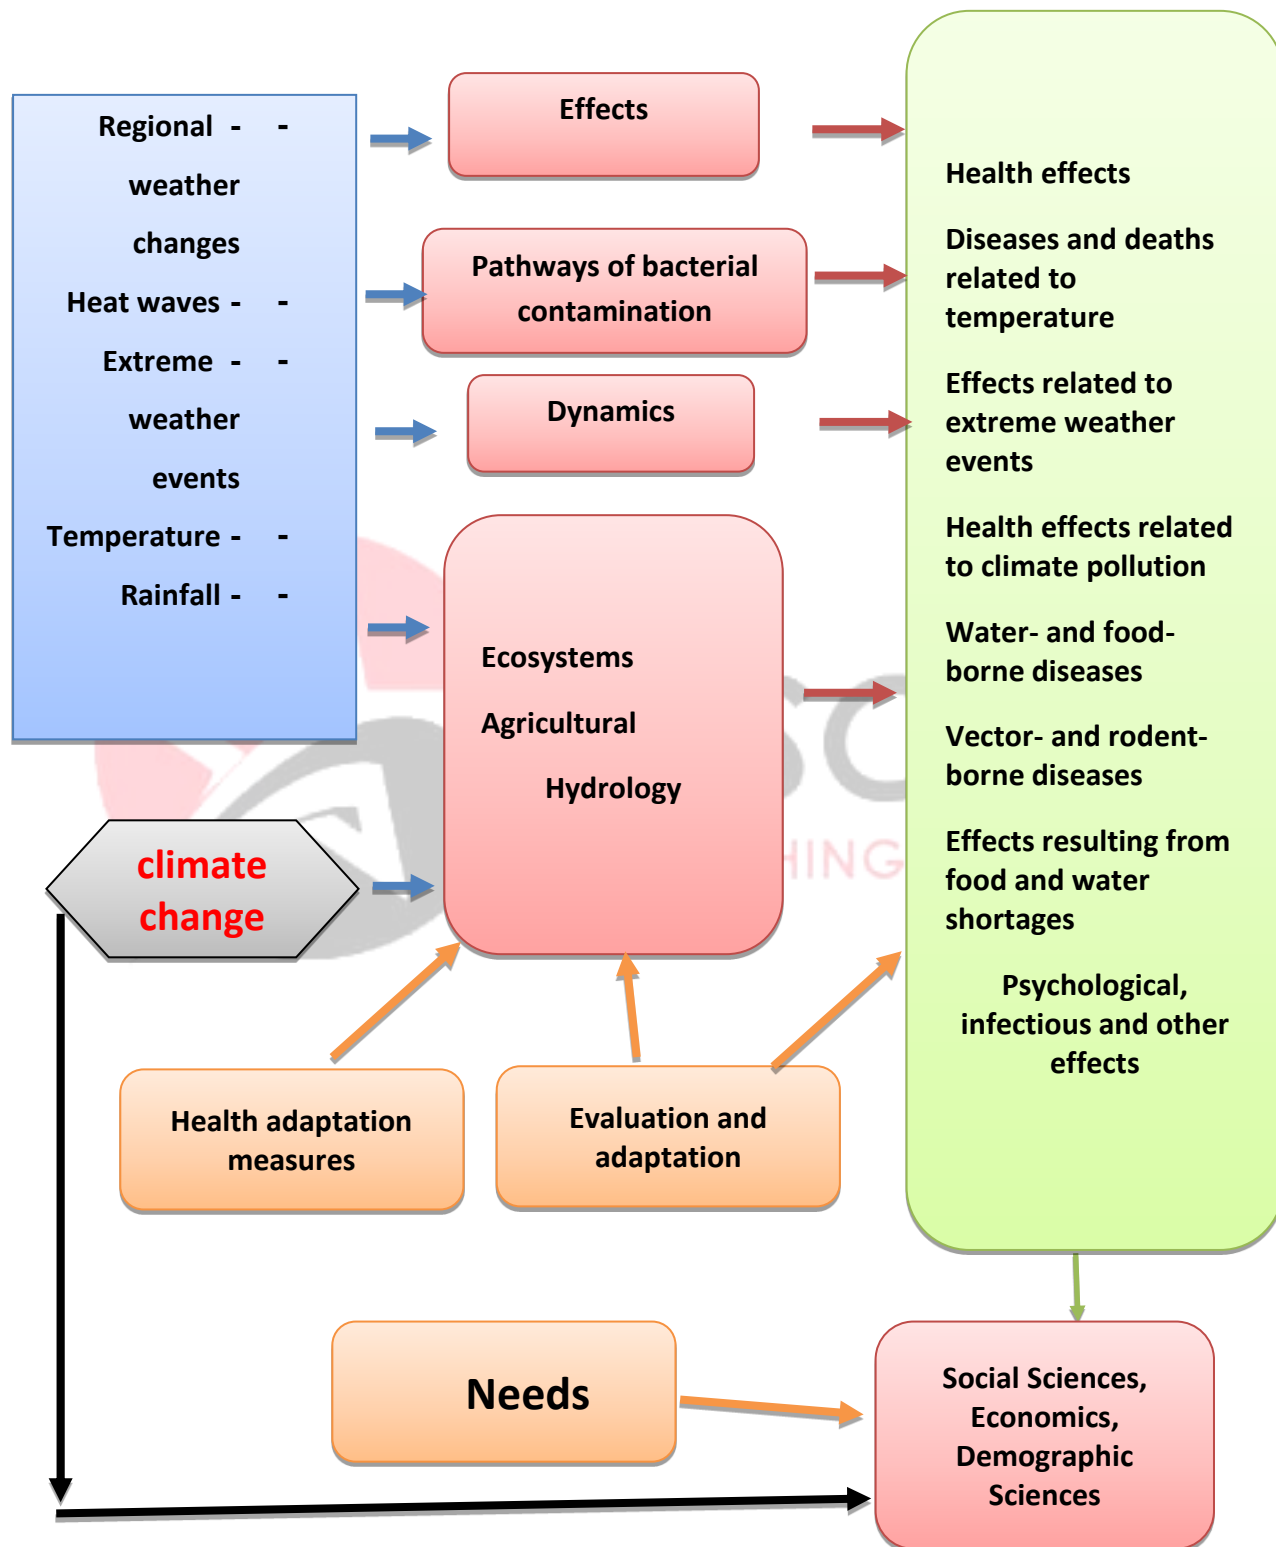 Regional - -
weather
changes
Heat waves - -
Extreme - -
weather
events
Temperature - -
Rainfall - -
Effects
Pathways of bacterial
contamination
Dynamics
Ecosystems
Agricultural
Hydrology
Health effects
Diseases and deaths
related to
temperature
Effects related to
extreme weather
events
Health effects related
to climate pollution
Water- and food-
borne diseases
Vector- and rodent-
borne diseases
Effects resulting from
food and water
shortages
Psychological,
infectious and other
effects
climate
change
Health adaptation
measures
Evaluation and
adaptation
Needs
Social Sciences,
Economics,
Demographic
Sciences